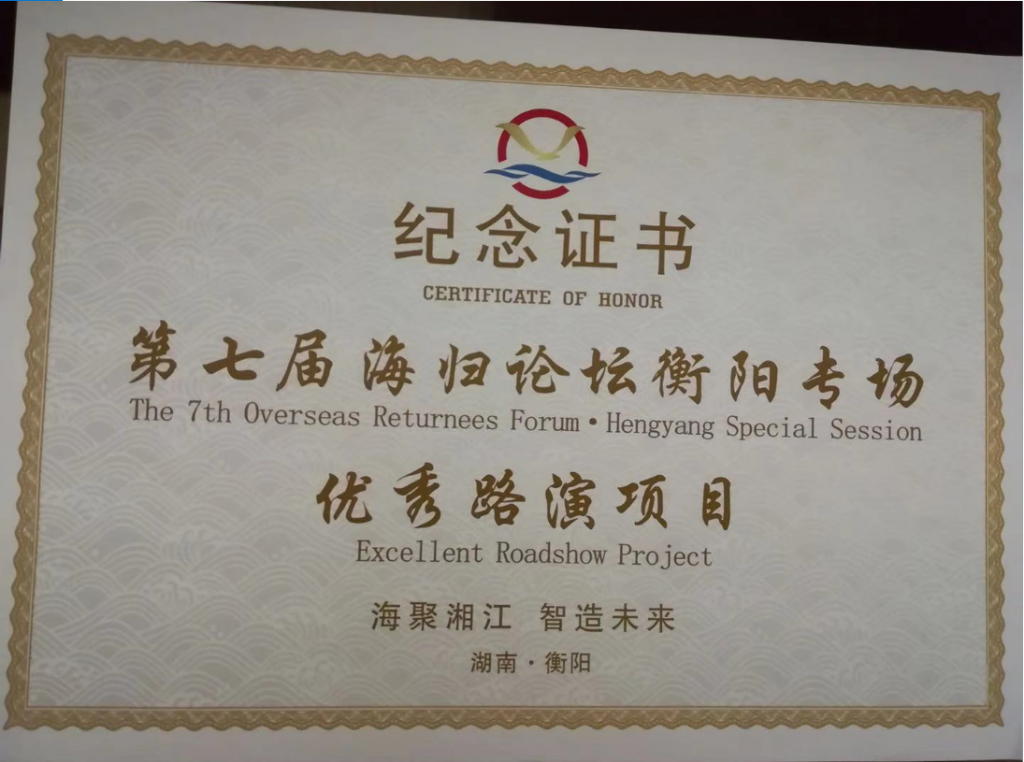 纪念证书
CERTIFICATE OF HONOR
第七届海归论坛衡阳专场
The 7th Overseas Returnees Forum·Hengyang Special Session
优秀路演项目
Excellent Roadshow Project
海聚湘江 智造未来
湖南·衡阳